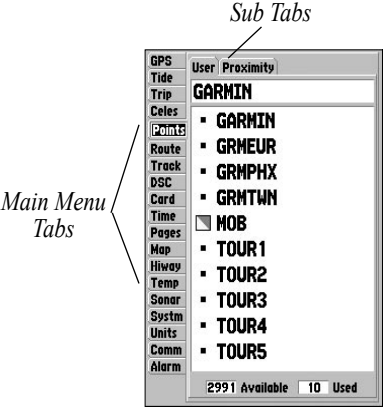 Sub Tabs
GPS
Tide
Trip
Celes
Points
Route
Track
DSC
Card
Time
Pages
Map
Hiway
Temp
Sonar
Systm
Units
Comm
Alarm
Main Menu
Tabs
User Proximity
GARMIN
GARMIN
GRMEUR
GRMPHX
GRMTWN
MOB
TOUR1
TOUR2
TOUR3
TOUR4
TOUR5
2991 Available 10 Used